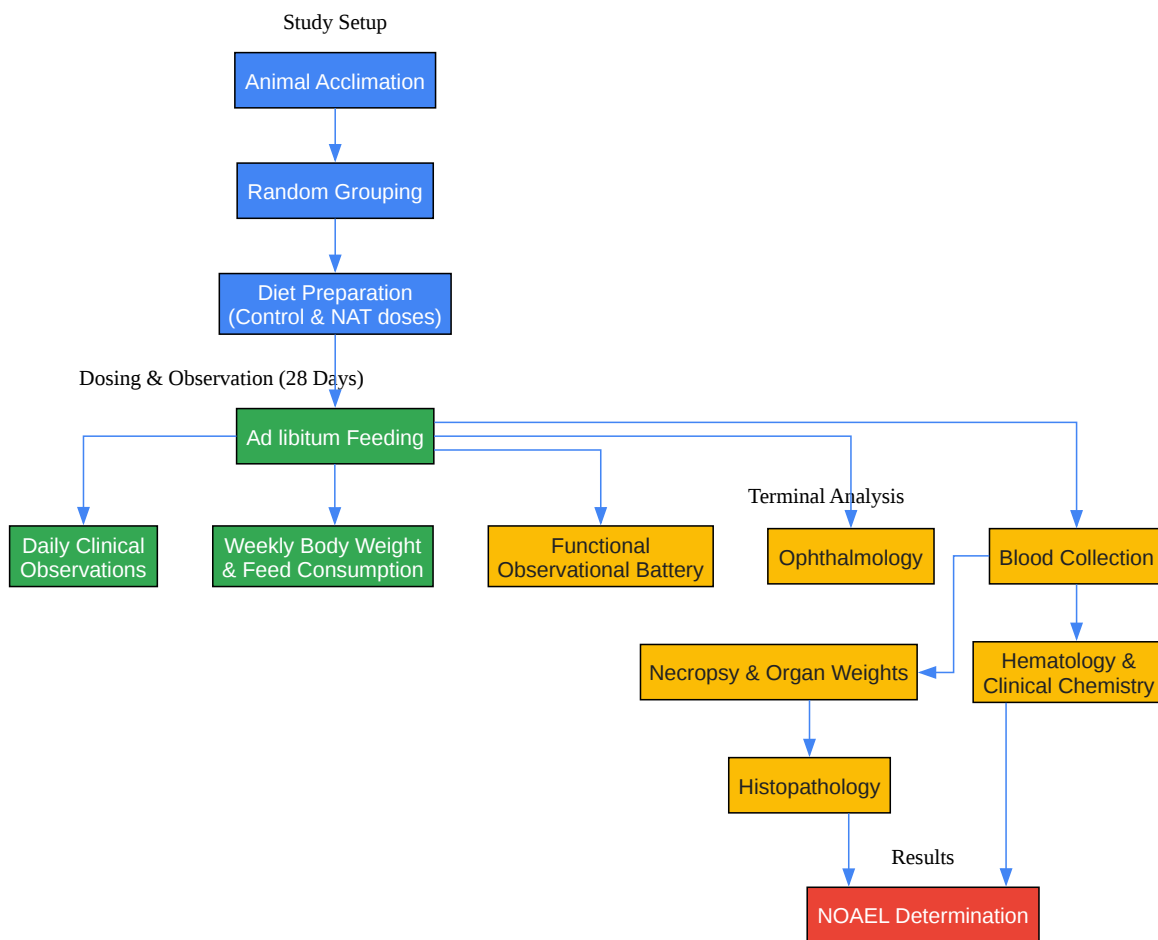 Study Setup
Animal Acclimation
Random Grouping
Diet Preparation
(Control & NAT doses)
Dosing & Observation (28 Days)
Ad libitum Feeding
Terminal Analysis
Daily Clinical
Observations
Weekly Body Weight
& Feed Consumption
Functional
Observational Battery
Ophthalmology
Blood Collection
Necropsy & Organ Weights
Hematology &
Clinical Chemistry
Histopathology
Results
NOAEL Determination